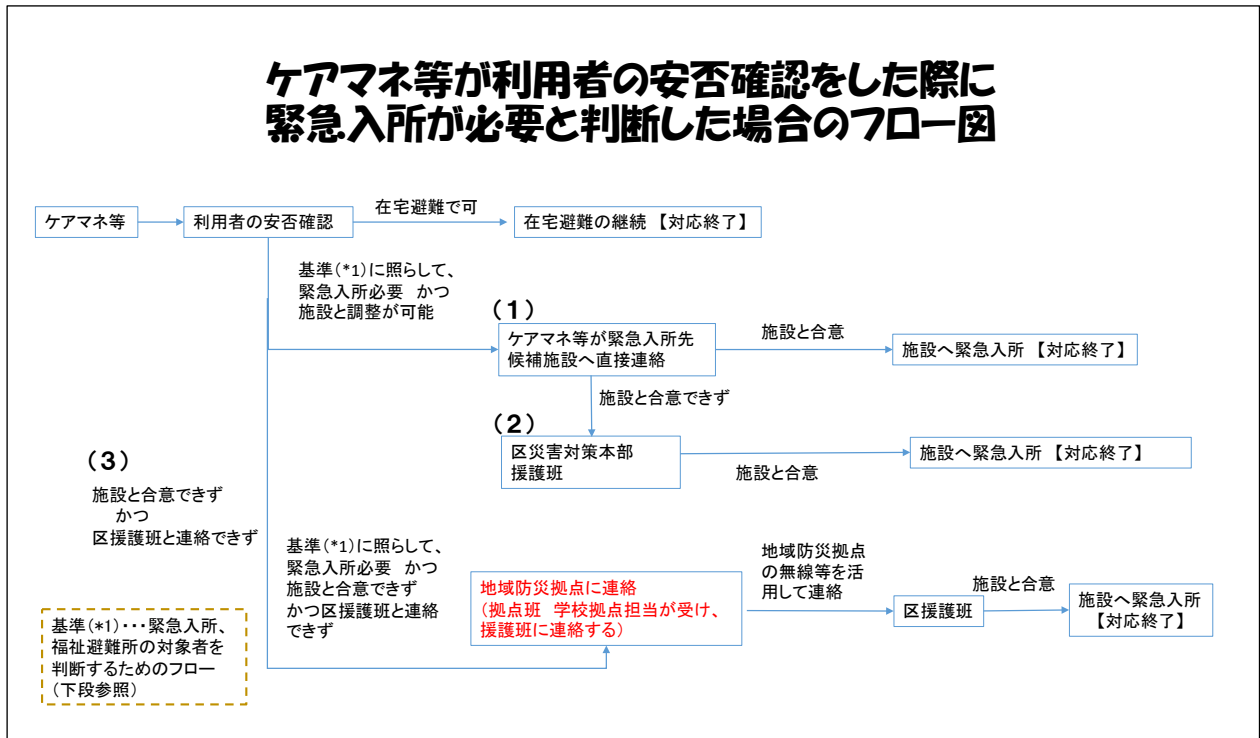 ケアマネ等が利用者の安否確認をした際に
緊急入所が必要と判断した場合のフロー図
ケアマネ等
利用者の安否確認
在宅避難で可
在宅避難の継続 【対応終了】
基準(*1)に照らして、
緊急入所必要 かつ
施設と調整が可能
(1)
ケアマネ等が緊急入所先
候補施設へ直接連絡
施設と合意
施設へ緊急入所 【対応終了】
施設と合意できず
(2)
区災害対策本部
援護班
施設と合意
施設へ緊急入所 【対応終了】
(3)
施設と合意できず
かつ
区援護班と連絡できず
基準(*1)に照らして、
緊急入所必要 かつ
施設と合意できず
かつ区援護班と連絡
できず
地域防災拠点に連絡
(拠点班 学校拠点担当が受け、
援護班に連絡する)
地域防災拠点
の無線等を活
用して連絡
区援護班
施設と合意
施設へ緊急入所
【対応終了】
基準(*1)・・・緊急入所、
福祉避難所の対象者を
判断するためのフロー
(下段参照)